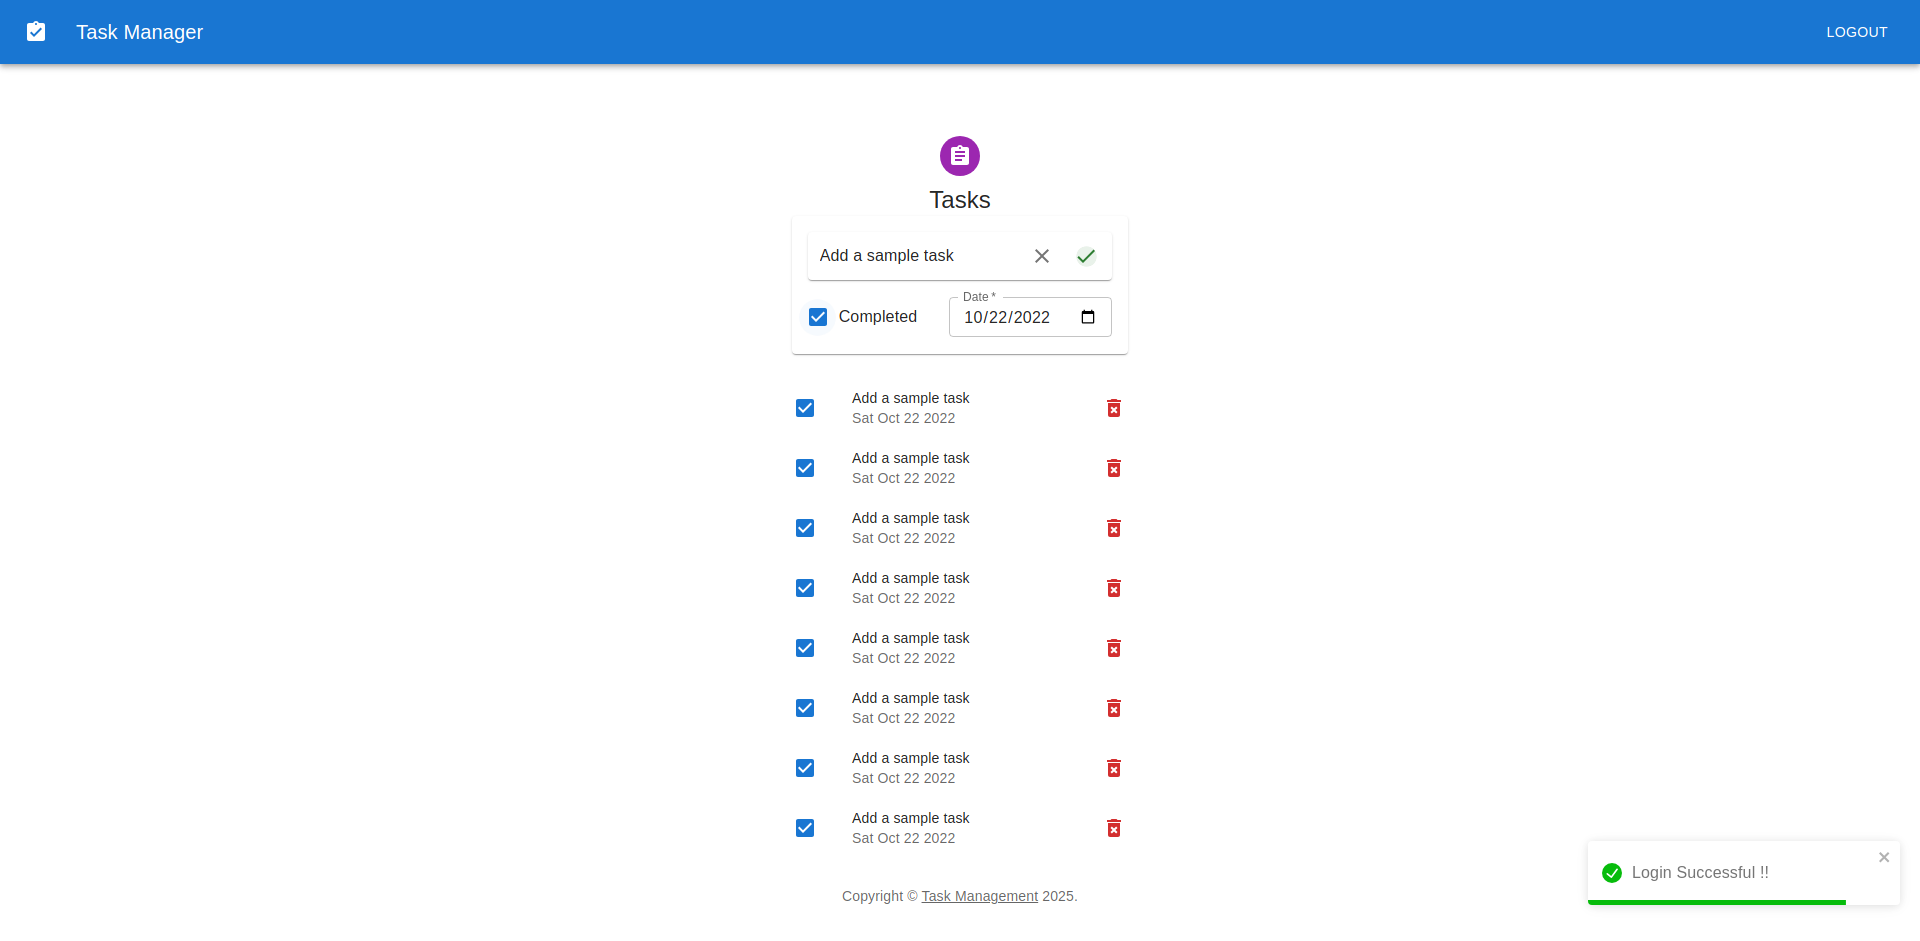 Task Manager
LOGOUT
Tasks
Add a sample task
Completed
Date *
10/22/2022
Add a sample task
Sat Oct 22 2022
Add a sample task
Sat Oct 22 2022
Add a sample task
Sat Oct 22 2022
Add a sample task
Sat Oct 22 2022
Add a sample task
Sat Oct 22 2022
Add a sample task
Sat Oct 22 2022
Add a sample task
Sat Oct 22 2022
Add a sample task
Sat Oct 22 2022
Login Successful !!
Copyright © Task Management 2025.